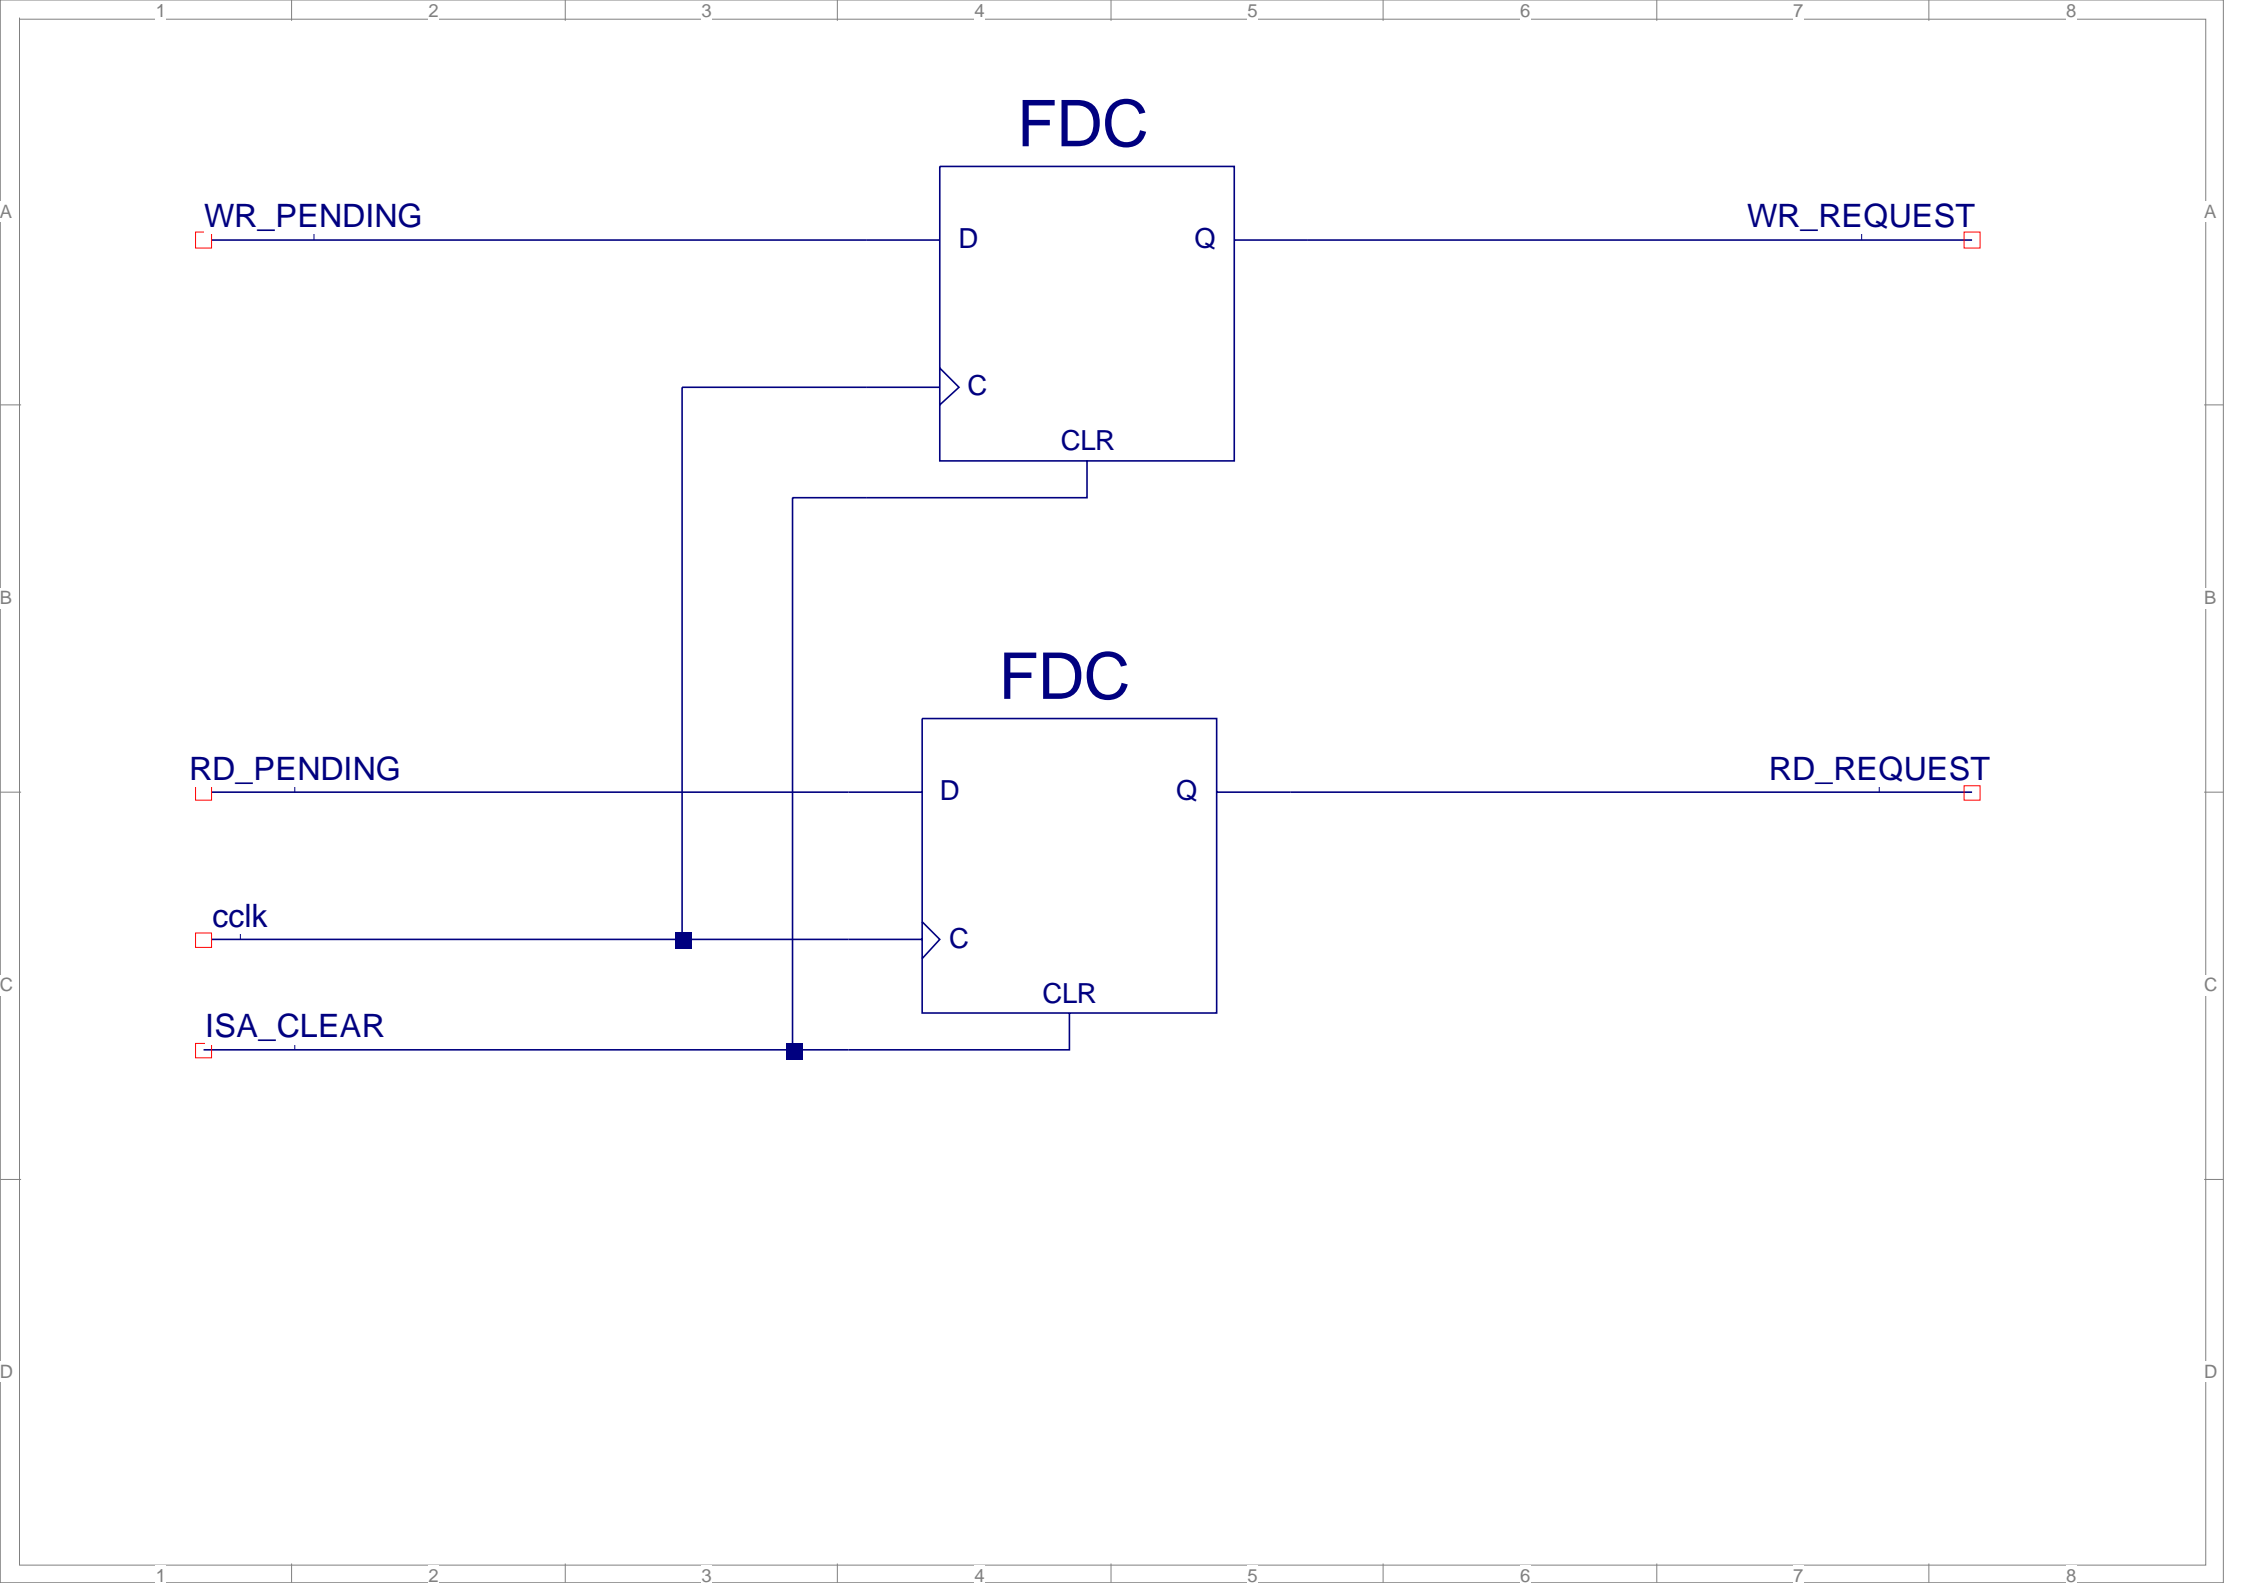 1 2 3 4 5 6 7 8
FDC
A WR_PENDING D Q WR_REQUEST A
C
CLR
B B
FDC
RD_PENDING D Q RD_REQUEST
cclk C
C CLR C
ISA_CLEAR
D D
1 2 3 4 5 6 7 8